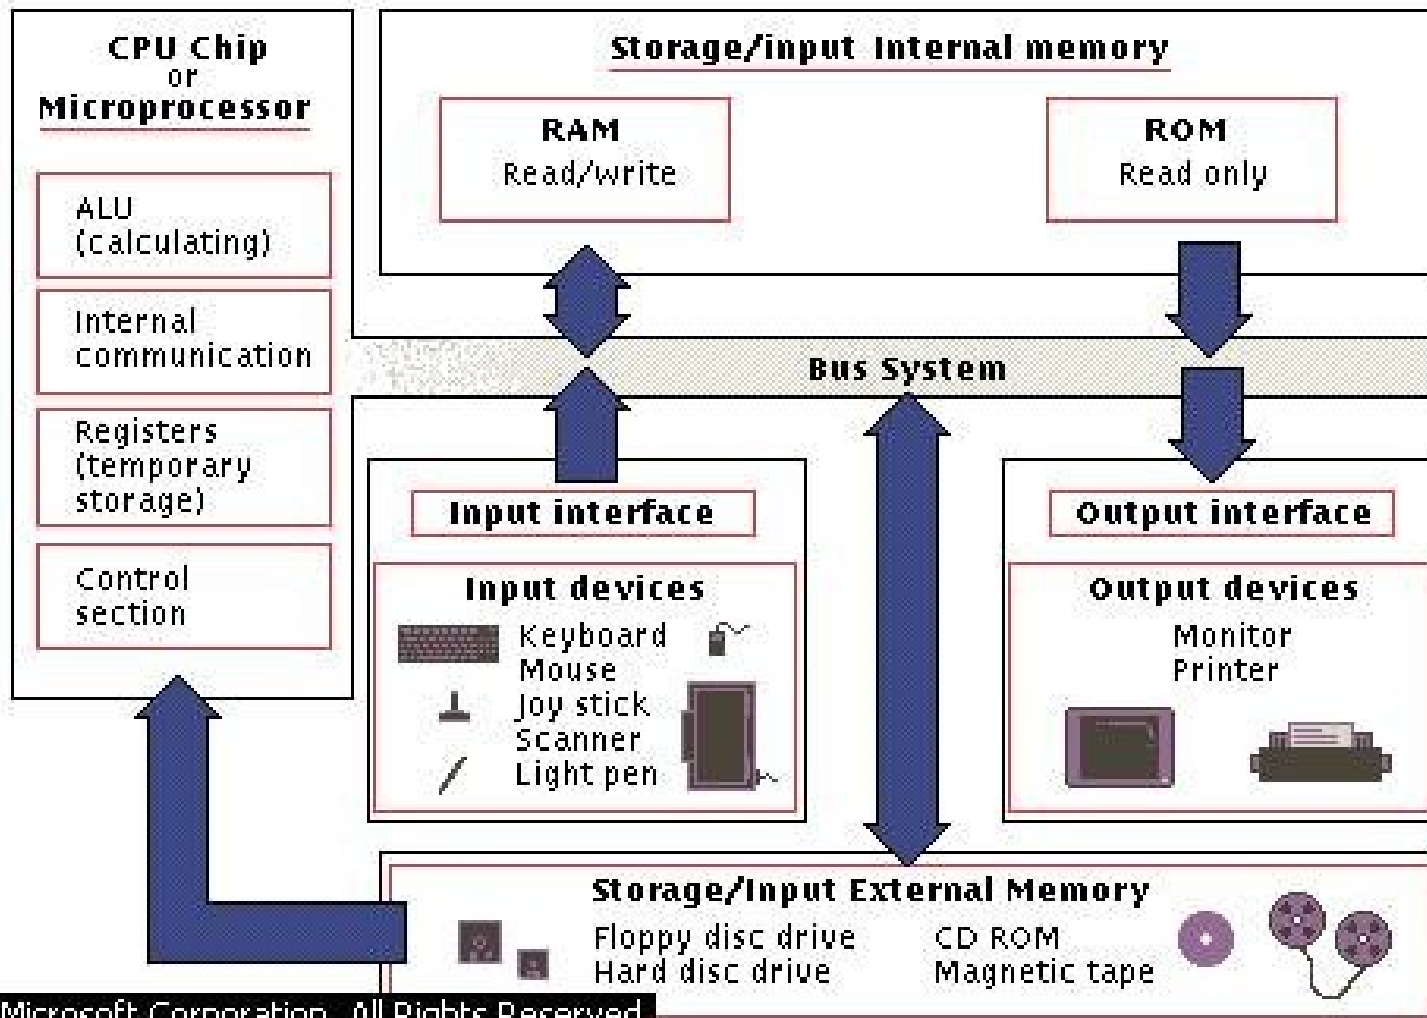 CPU Chip
or
Microprocessor
ALU
(calculating)
Internal
communication
Registers
(temporary
storage)
Control
section
Storage/input Internal memory
RAM
Read/write
ROM
Read only
Bus System
Input interface
Input devices
Keyboard
Mouse
Joy stick
Scanner
Light pen
Output interface
Output devices
Monitor
Printer
Storage/Input External Memory
Floppy disc drive
Hard disc drive
CD ROM
Magnetic tape
Microsoft Corporation. All Rights Reserved.